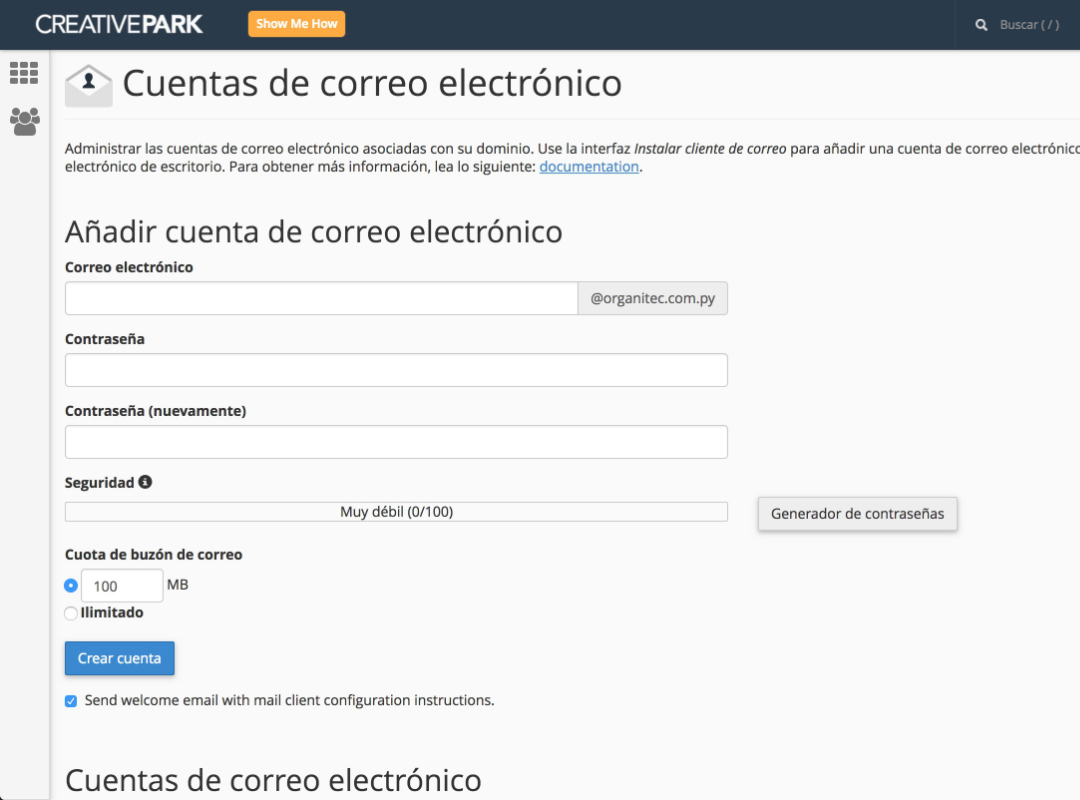 CREATIVEPARK
Show Me How
Buscar ( / )
Cuentas de correo electrónico
Administrar las cuentas de correo electrónico asociadas con su dominio. Use la interfaz Instalar cliente de correo para añadir una cuenta de correo electrónico
electrónico de escritorio. Para obtener más información, lea lo siguiente: documentation.
Añadir cuenta de correo electrónico
Correo electrónico
@organitec.com.py
Contraseña
Contraseña (nuevamente)
Seguridad
Muy débil (0/100)
Generador de contraseñas
Cuota de buzón de correo
100 MB
Ilimitado
Crear cuenta
Send welcome email with mail client configuration instructions.
Cuentas de correo electrónico